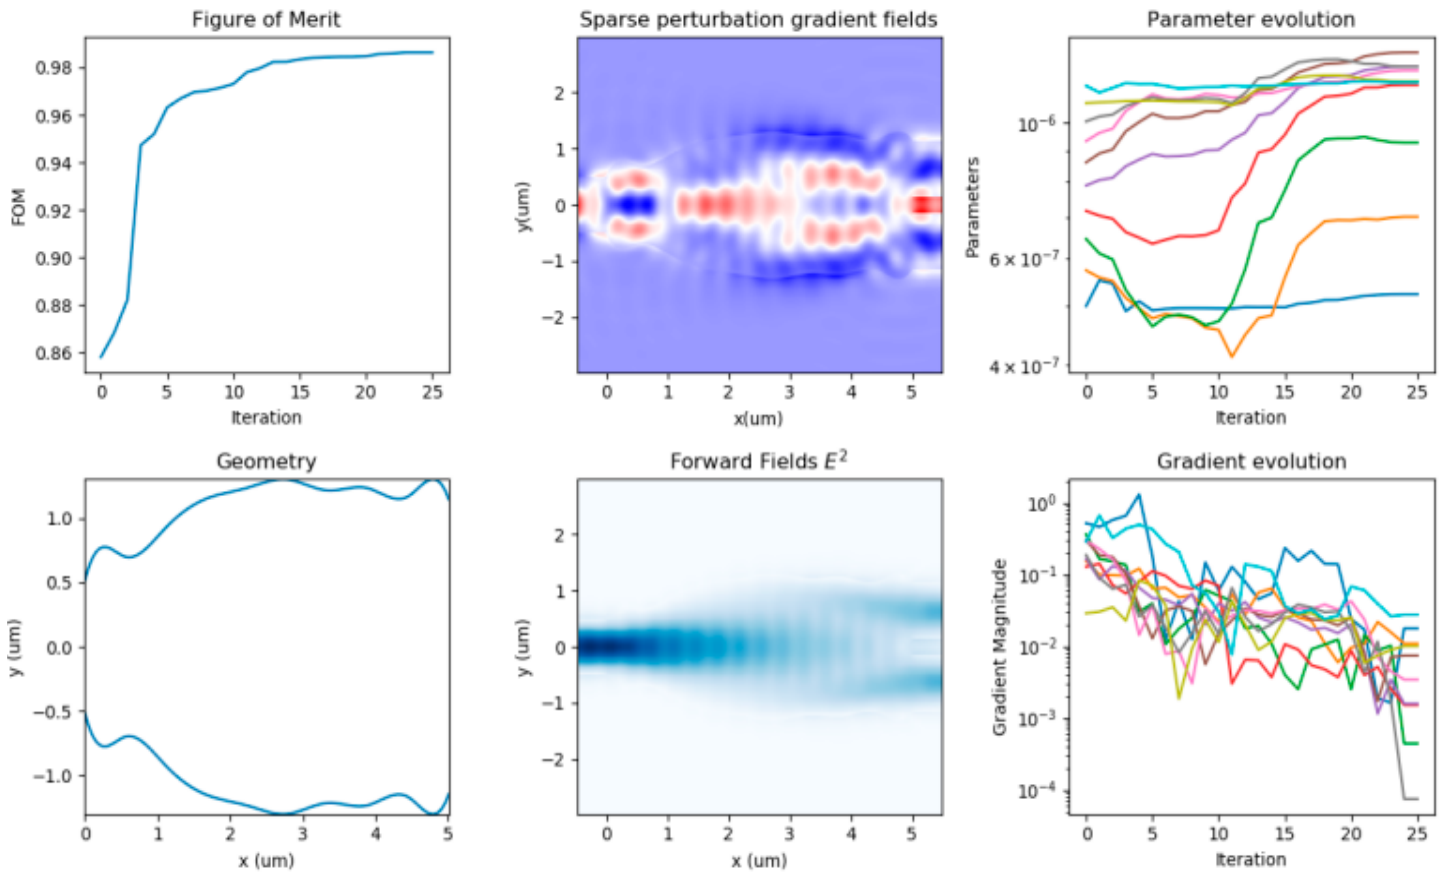 Figure of Merit
FOM
0.98
0.96
0.94
0.92
0.90
0.88
0.86
0 5 10 15 20 25
Iteration
Sparse perturbation gradient fields
y(um)
2
1
0
−1
−2
0 1 2 3 4 5
x(um)
Parameter evolution
Parameters
10⁻⁶
6 × 10⁻⁷
4 × 10⁻⁷
0 5 10 15 20 25
Iteration
Geometry
y (um)
1.0
0.5
0.0
−0.5
−1.0
0 1 2 3 4 5
x (um)
Forward Fields E²
y (um)
2
1
0
−1
−2
0 1 2 3 4 5
x (um)
Gradient evolution
Gradient Magnitude
10⁰
10⁻¹
10⁻²
10⁻³
10⁻⁴
0 5 10 15 20 25
Iteration